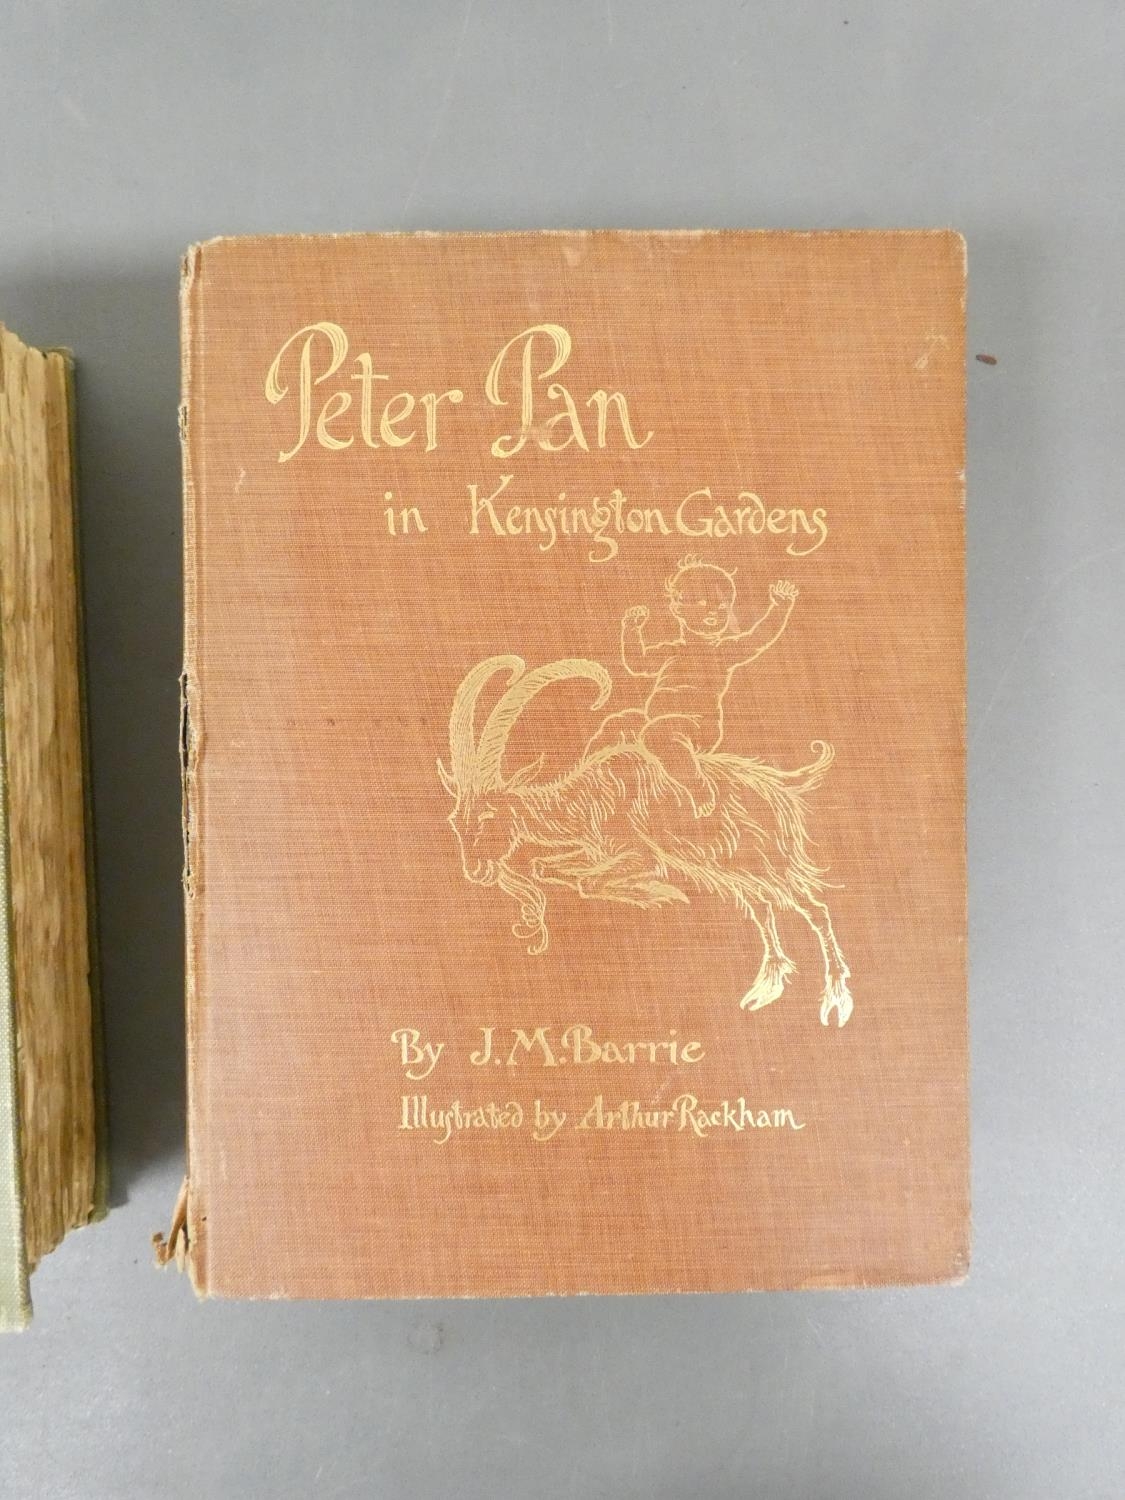 Peter Pan
in Kensington Gardens
By J. M. Barrie
Illustrated by Arthur Rackham